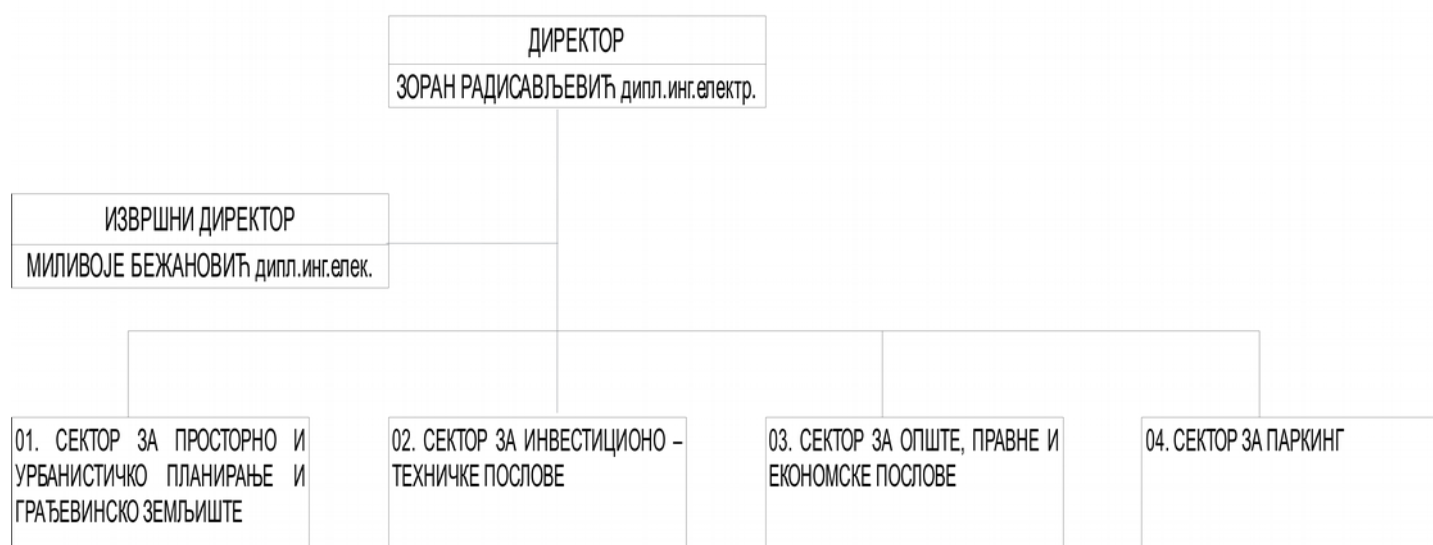 ДИРЕКТОР
ЗОРАН РАДИСАВЉЕВИЋ дипл.инг.електр.
ИЗВРШНИ ДИРЕКТОР
МИЛИВОЈЕ БЕЖАНОВИЋ дипл.инг.елек.
01. СЕКТОР ЗА ПРОСТОРНО И
УРБАНИСТИЧКО ПЛАНИРАЊЕ И
ГРАЂЕВИНСКО ЗЕМЉИШТЕ
02. СЕКТОР ЗА ИНВЕСТИЦИОНО –
ТЕХНИЧКЕ ПОСЛОВЕ
03. СЕКТОР ЗА ОПШТЕ, ПРАВНЕ И
ЕКОНОМСКЕ ПОСЛОВЕ
04. СЕКТОР ЗА ПАРКИНГ